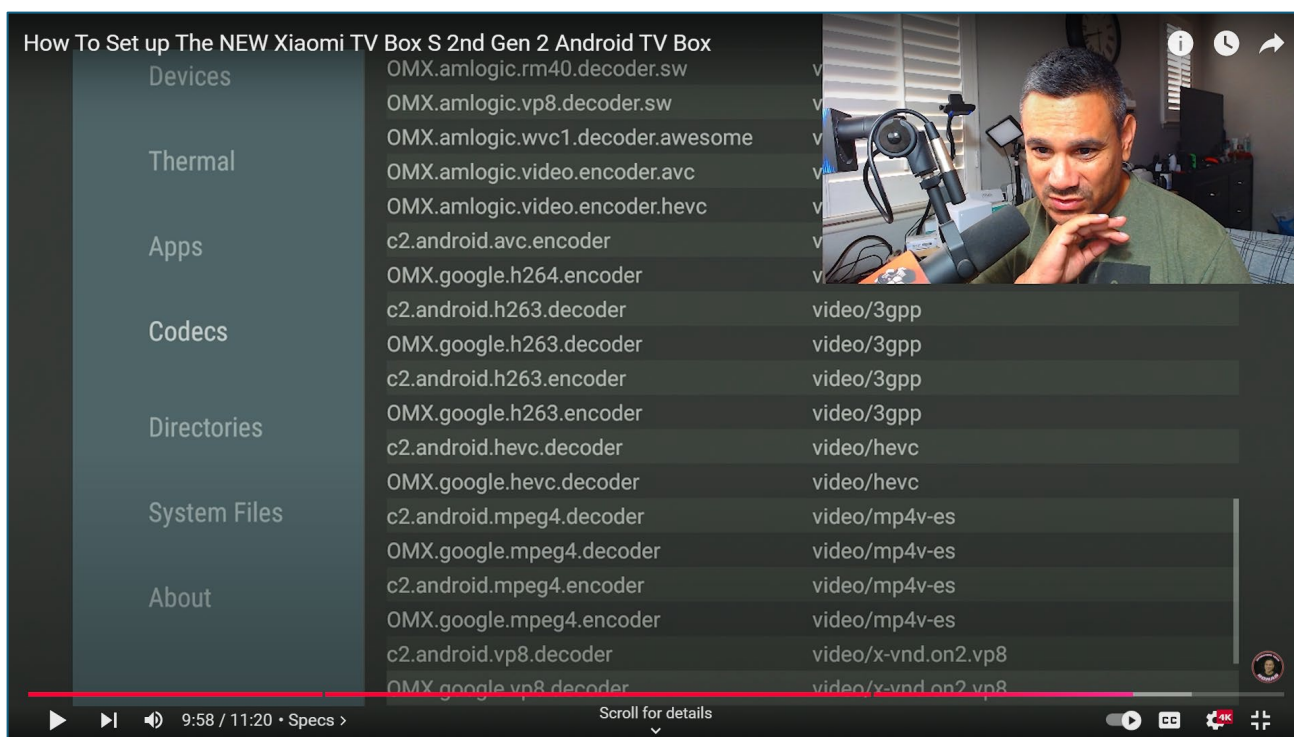 How To Set up The NEW Xiaomi TV Box S 2nd Gen 2 Android TV Box
Devices
Thermal
Apps
Codecs
Directories
System Files
About
OMX.amlogic.rm40.decoder.sw v
OMX.amlogic.vp8.decoder.sw v
OMX.amlogic.wvc1.decoder.awesome v
OMX.amlogic.video.encoder.avc v
OMX.amlogic.video.encoder.hevc v
c2.android.avc.encoder v
OMX.google.h264.encoder v
c2.android.h263.decoder video/3gpp
OMX.google.h263.decoder video/3gpp
c2.android.h263.encoder video/3gpp
OMX.google.h263.encoder video/3gpp
c2.android.hevc.decoder video/hevc
OMX.google.hevc.decoder video/hevc
c2.android.mpeg4.decoder video/mp4v-es
OMX.google.mpeg4.decoder video/mp4v-es
c2.android.mpeg4.encoder video/mp4v-es
OMX.google.mpeg4.encoder video/mp4v-es
c2.android.vp8.decoder video/x-vnd.on2.vp8
OMX.google.vp8.decoder video/x-vnd.on2.vp8
9:58 / 11:20 • Specs ›
Scroll for details
CC
4K